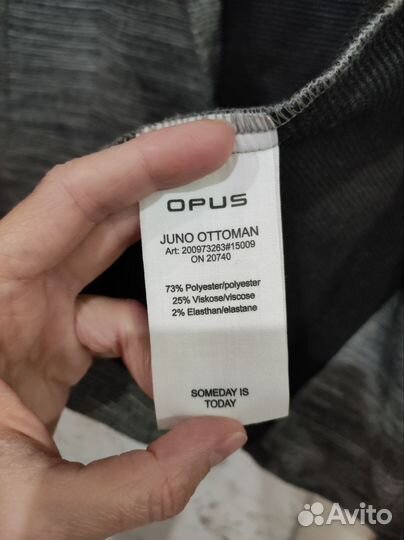 OPUS
JUNO OTTOMAN
Art: 200973263#15009
ON 20740
73% Polyester/polyester
25% Viskose/viscose
2% Elasthan/elastane
SOMEDAY IS
TODAY
Avito